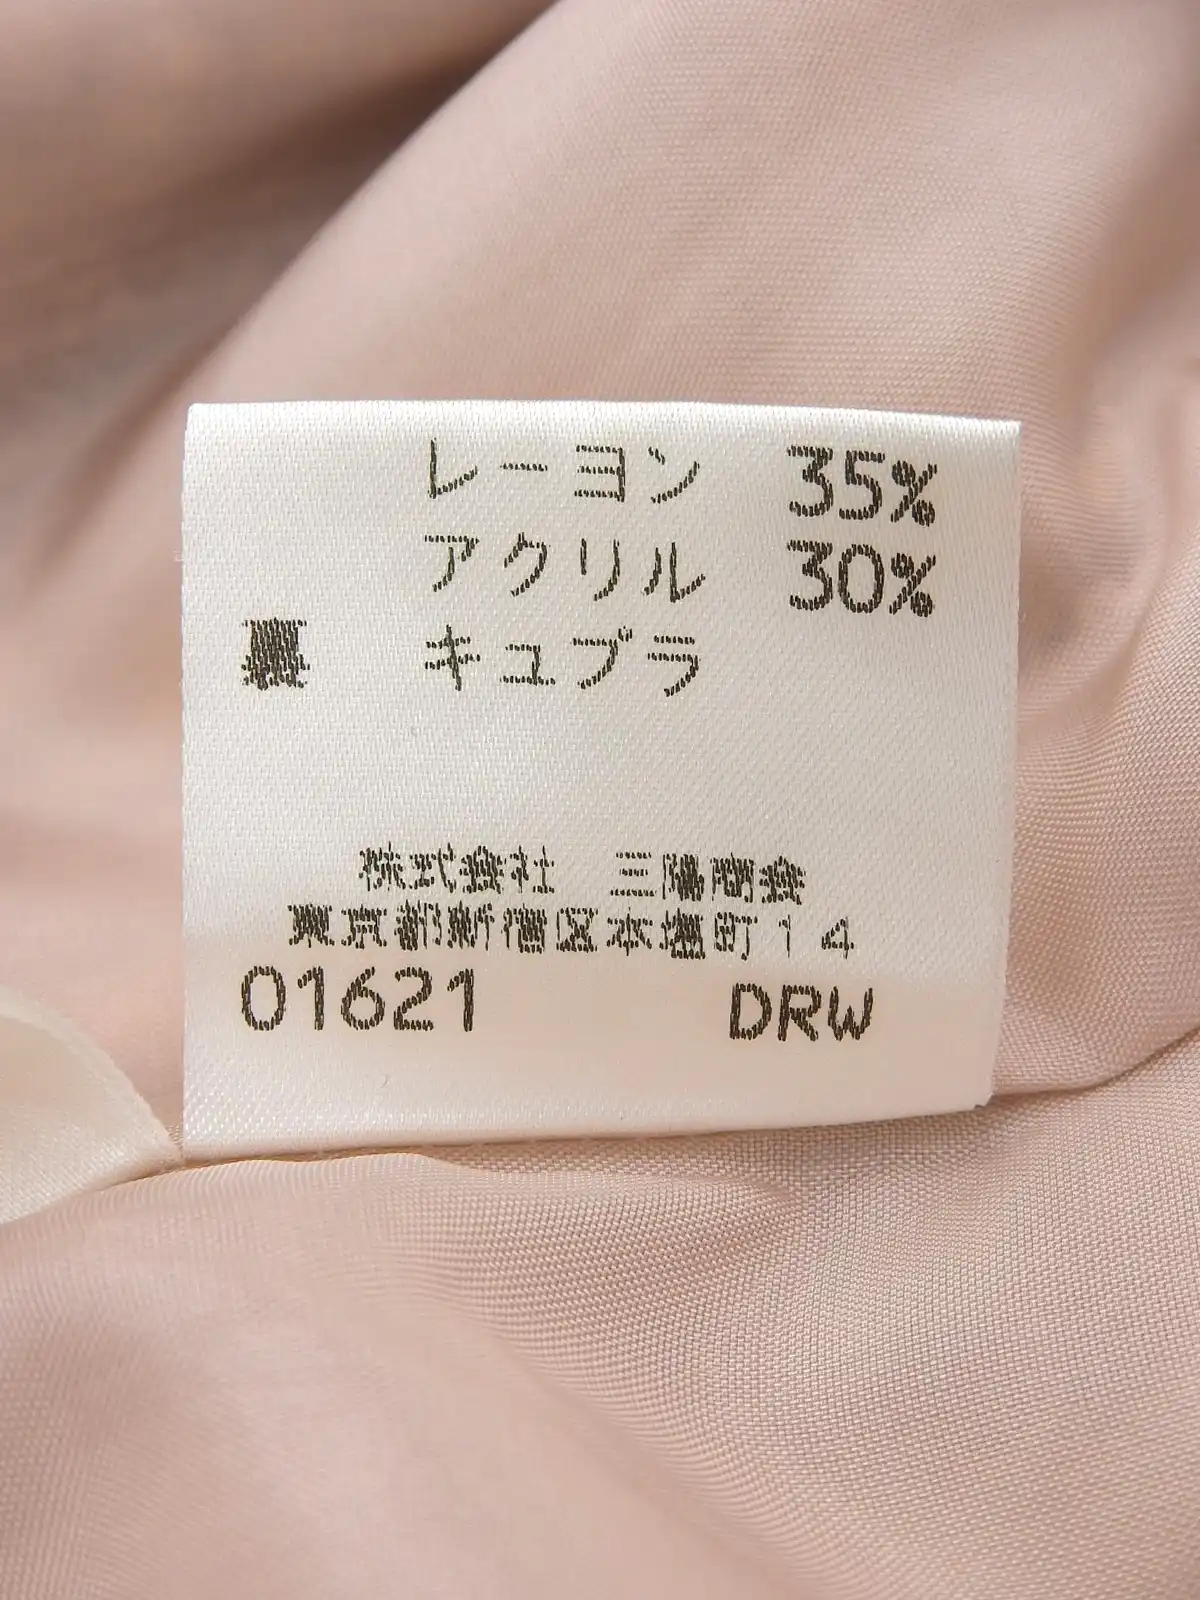 レーヨン 35%
アクリル 30%
裏 キュプラ
株式会社 三陽商会
東京都新宿区本塩町14
01621 DRW